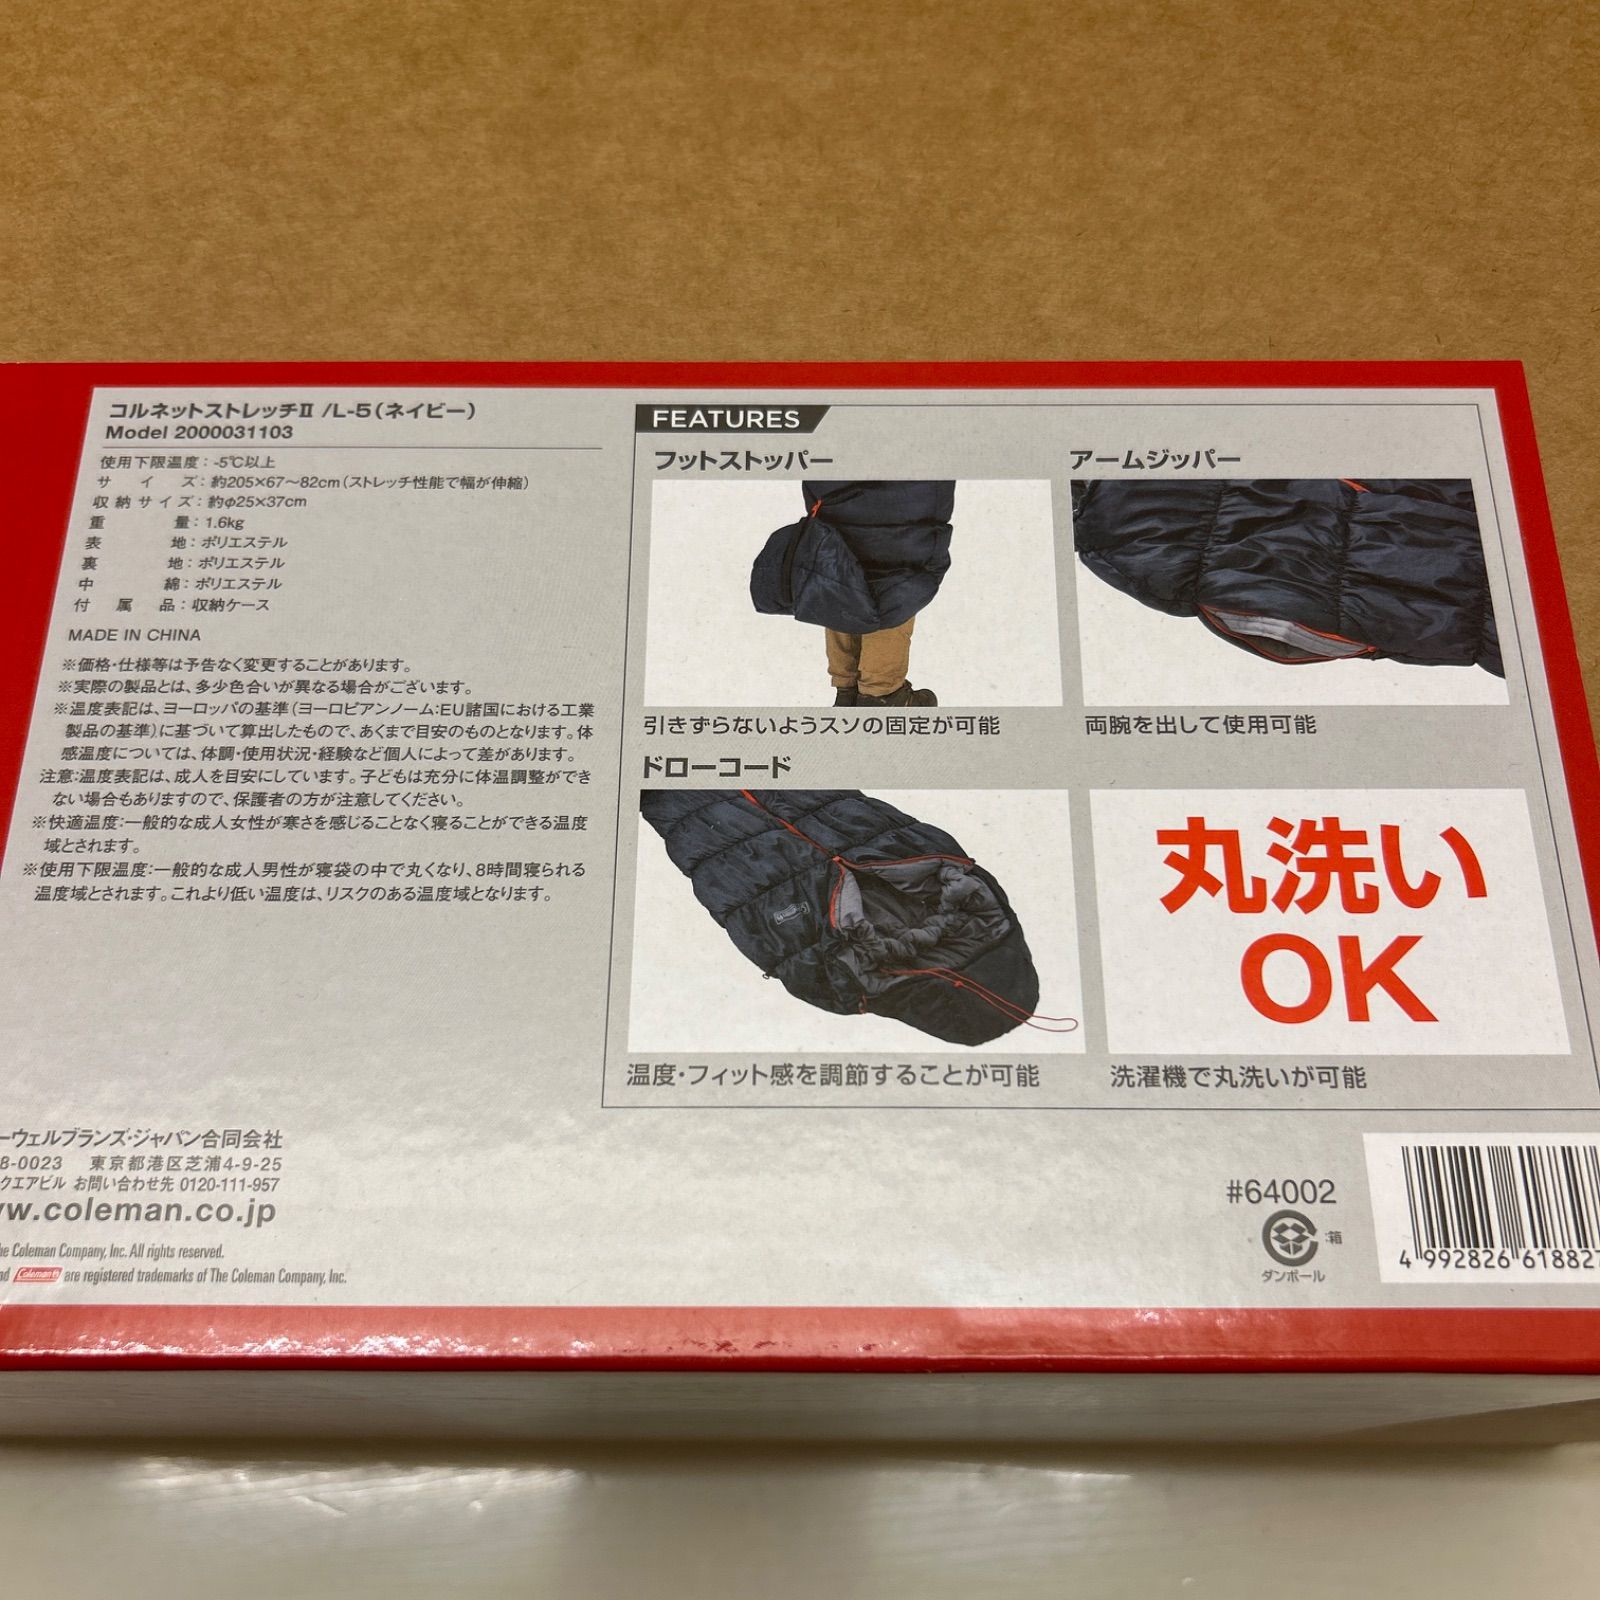 コルネットストレッチⅡ /L-5(ネイビー)
Model 2000031103
使用下限温度：-5℃以上
サイズ：約205×67～82cm(ストレッチ性能で幅が伸縮)
収納サイズ：約φ25×37cm
重量：1.6kg
表地：ポリエステル
裏地：ポリエステル
中綿：ポリエステル
付属品：収納ケース
MADE IN CHINA
※価格・仕様等は予告なく変更することがあります。
※実際の製品とは、多少色合いが異なる場合がございます。
※温度表記は、ヨーロッパの基準(ヨーロピアンノーム:EU諸国における工業
製品の基準)に基づいて算出したもので、あくまで目安のものとなります。体
感温度については、体調・使用状況・経験など個人によって差があります。
注意:温度表記は、成人を目安にしています。子どもは充分に体温調整ができ
ない場合もありますので、保護者の方が注意してください。
※快適温度:一般的な成人女性が寒さを感じることなく寝ることができる温度
域とされます。
※使用下限温度:一般的な成人男性が寝袋の中で丸くなり、8時間寝られる
温度域とされます。これより低い温度は、リスクのある温度域となります。
FEATURES
フットストッパー
引きずらないようスソの固定が可能
アームジッパー
両腕を出して使用可能
ドローコード
温度・フィット感を調節することが可能
丸洗い
OK
洗濯機で丸洗いが可能
ーウェルブランズ・ジャパン合同会社
8-0023 東京都港区芝浦4-9-25
クエアビル お問い合わせ先 0120-111-957
w.coleman.co.jp
he Coleman Company, Inc. All rights reserved.
nd Coleman are registered trademarks of The Coleman Company, Inc.
#64002
:箱
ダンボール
4 992826 618827